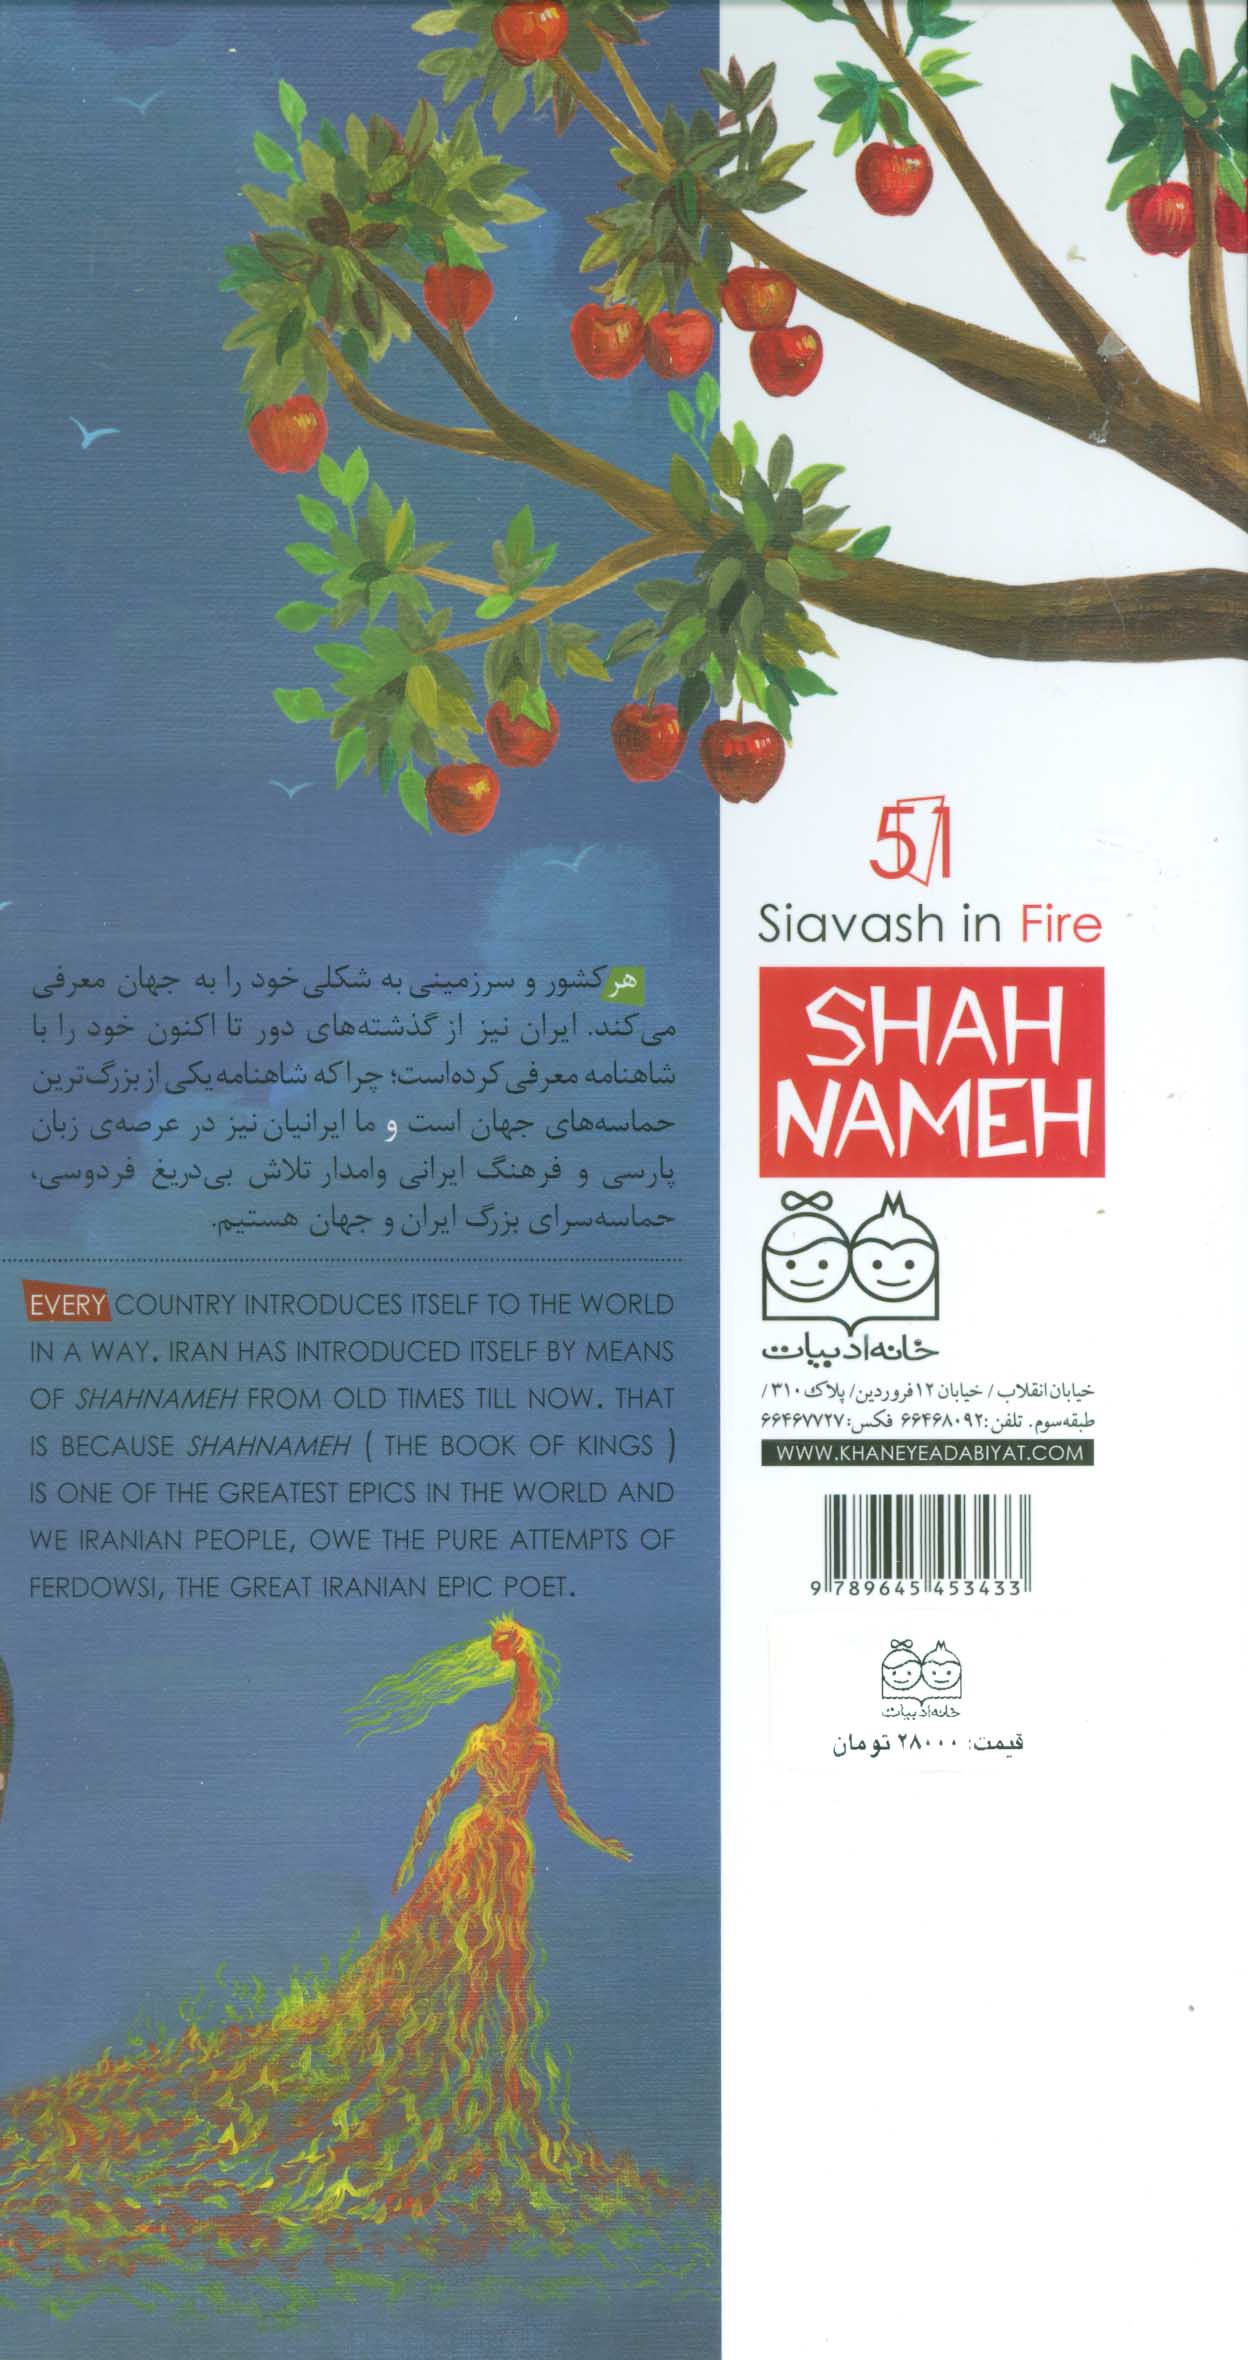 51
Siavash in Fire
SHAH
NAMEH
خانه ادبیات
خیابان انقلاب / خیابان ۱۲ فروردین/ پلاک ۳۱۰ /
طبقه سوم. تلفن: ۶۶۴۶۸۰۹۲ فکس: ۶۶۴۶۷۷۲۷
WWW.KHANEYEADABIYAT.COM
9 789645 453433
خانه ادبیات
قیمت: ۲۸۰۰۰ تومان
هر کشور و سرزمینی به شکلی خود را به جهان معرفی
می‌کند. ایران نیز از گذشته‌های دور تا اکنون خود را با
شاهنامه معرفی کرده‌است؛ چرا که شاهنامه یکی از بزرگ‌ترین
حماسه‌های جهان است و ما ایرانیان نیز در عرصه‌ی زبان
پارسی و فرهنگ ایرانی وامدار تلاش بی‌دریغ فردوسی،
حماسه‌سرای بزرگ ایران و جهان هستیم.
EVERY COUNTRY INTRODUCES ITSELF TO THE WORLD
IN A WAY. IRAN HAS INTRODUCED ITSELF BY MEANS
OF SHAHNAMEH FROM OLD TIMES TILL NOW. THAT
IS BECAUSE SHAHNAMEH ( THE BOOK OF KINGS )
IS ONE OF THE GREATEST EPICS IN THE WORLD AND
WE IRANIAN PEOPLE, OWE THE PURE ATTEMPTS OF
FERDOWSI, THE GREAT IRANIAN EPIC POET.